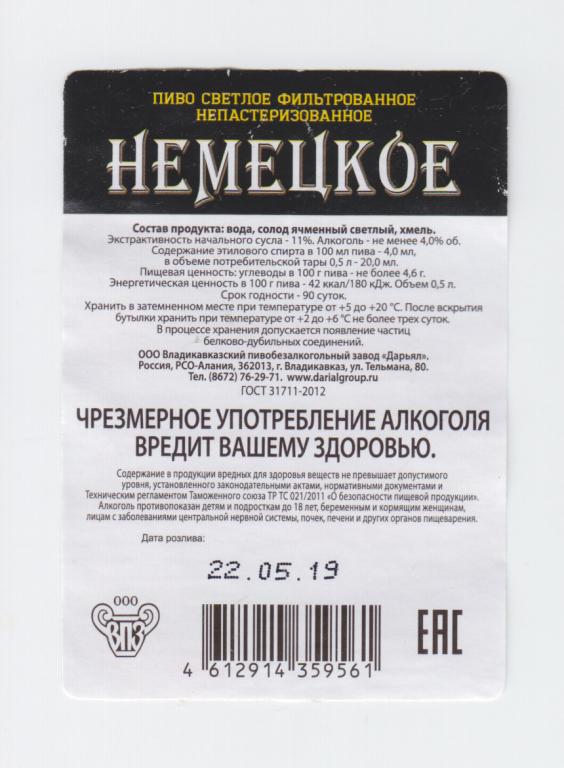 ПИВО СВЕТЛОЕ ФИЛЬТРОВАННОЕ
НЕПАСТЕРИЗОВАННОЕ
НЕМЕЦКОЕ
Состав продукта: вода, солод ячменный светлый, хмель.
Экстрактивность начального сусла - 11%. Алкоголь - не менее 4,0% об.
Содержание этилового спирта в 100 мл пива - 4,0 мл,
в объеме потребительской тары 0,5 л - 20,0 мл.
Пищевая ценность: углеводы в 100 г пива - не более 4,6 г.
Энергетическая ценность в 100 г пива - 42 ккал/180 кДж. Объем 0,5 л.
Срок годности - 90 суток.
Хранить в затемненном месте при температуре от +5 до +20 °С. После вскрытия
бутылки хранить при температуре от +2 до +6 °С не более трех суток.
В процессе хранения допускается появление частиц
белково-дубильных соединений.
ООО Владикавказский пивобезалкогольный завод «Дарьял».
Россия, РСО-Алания, 362013, г. Владикавказ, ул. Тельмана, 80.
Тел. (8672) 76-29-71. www.darialgroup.ru
ГОСТ 31711-2012
ЧРЕЗМЕРНОЕ УПОТРЕБЛЕНИЕ АЛКОГОЛЯ
ВРЕДИТ ВАШЕМУ ЗДОРОВЬЮ.
Содержание в продукции вредных для здоровья веществ не превышает допустимого
уровня, установленного законодательными актами, нормативными документами и
Техническим регламентом Таможенного союза ТР ТС 021/2011 «О безопасности пищевой продукции».
Алкоголь противопоказан детям и подросткам до 18 лет, беременным и кормящим женщинам,
лицам с заболеваниями центральной нервной системы, почек, печени и других органов пищеварения.
Дата розлива:
22.05.19
ООО
ВПБЗ
4 612914 359561
ЕАС